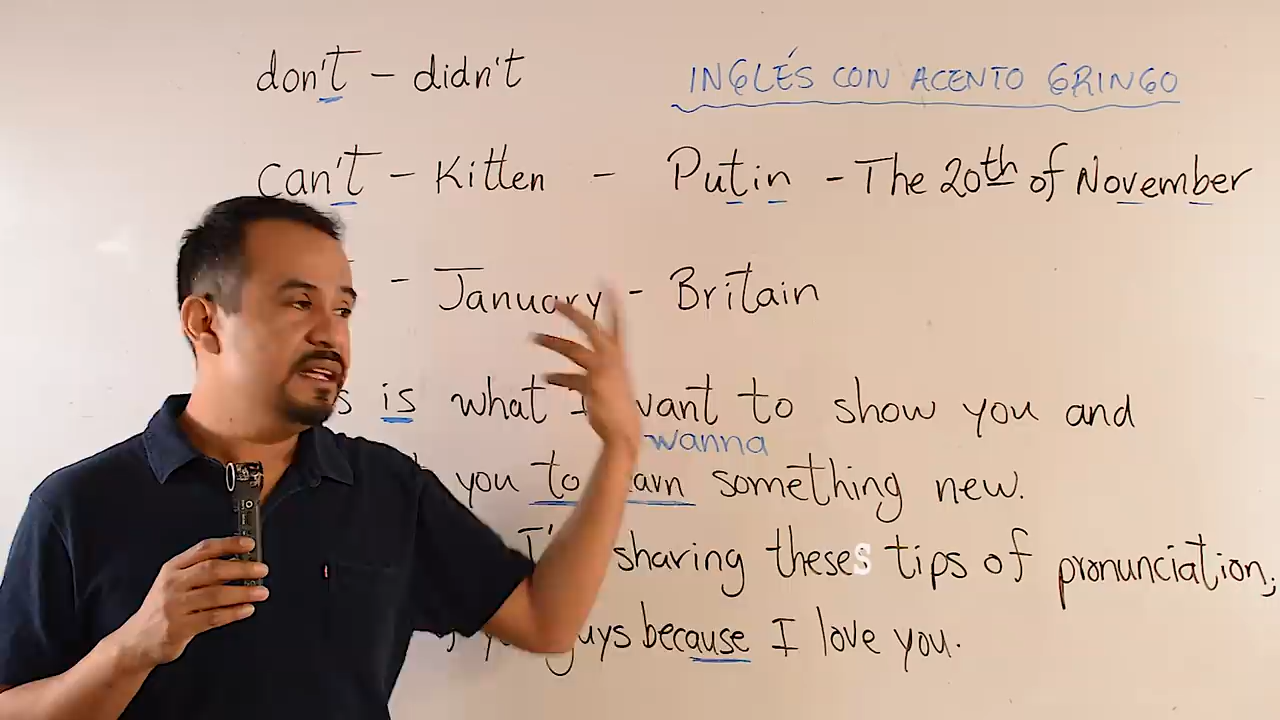 don't - didn't
INGLÉS CON ACENTO GRINGO
can't - Kitten - Putin - The 20th of November
- January - Britain
is what I want to show you and
wanna
you to something new.
sharing theses tips of pronunciation,
because I love you.